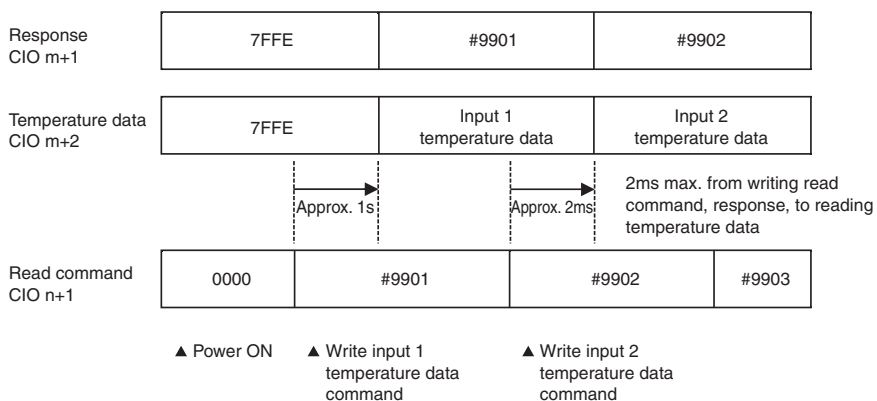 Response
CIO m+1
7FFE
#9901
#9902
Temperature data
CIO m+2
7FFE
Input 1
temperature data
Input 2
temperature data
Approx. 1s
Approx. 2ms
2ms max. from writing read
command, response, to reading
temperature data
Read command
CIO n+1
0000
#9901
#9902
#9903
▲ Power ON
▲ Write input 1
temperature data
command
▲ Write input 2
temperature data
command